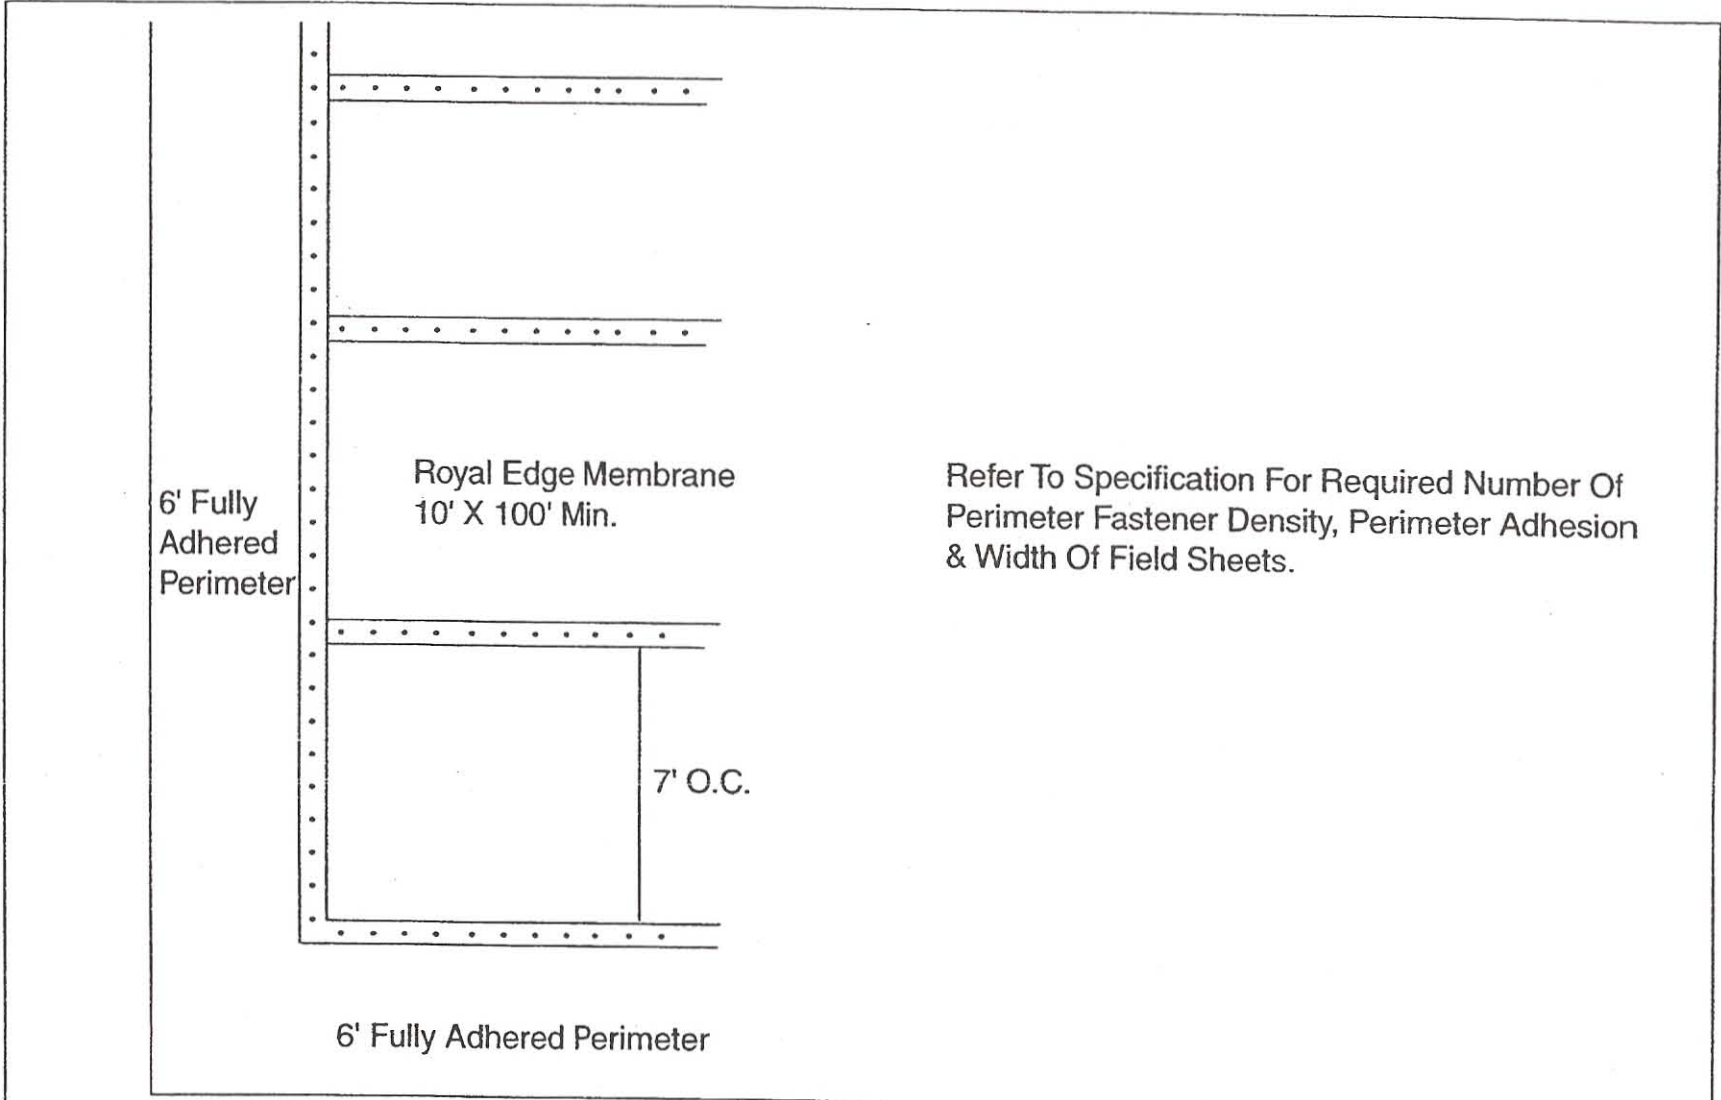 6' Fully
Adhered
Perimeter
Royal Edge Membrane
10' X 100' Min.
Refer To Specification For Required Number Of
Perimeter Fastener Density, Perimeter Adhesion
& Width Of Field Sheets.
7' O.C.
6' Fully Adhered Perimeter